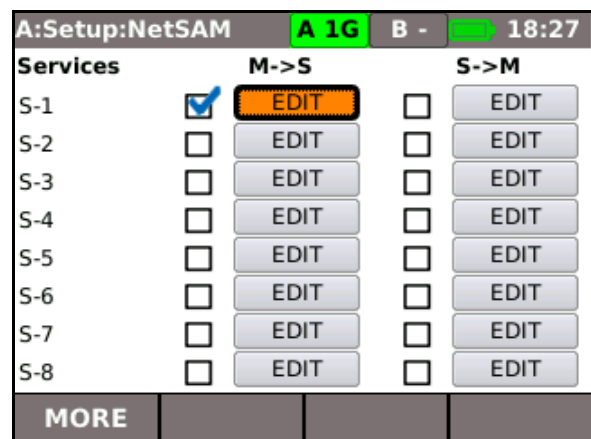 A:Setup:NetSAM A 1G B - 18:27
Services M->S S->M
S-1 EDIT EDIT
S-2 EDIT EDIT
S-3 EDIT EDIT
S-4 EDIT EDIT
S-5 EDIT EDIT
S-6 EDIT EDIT
S-7 EDIT EDIT
S-8 EDIT EDIT
MORE